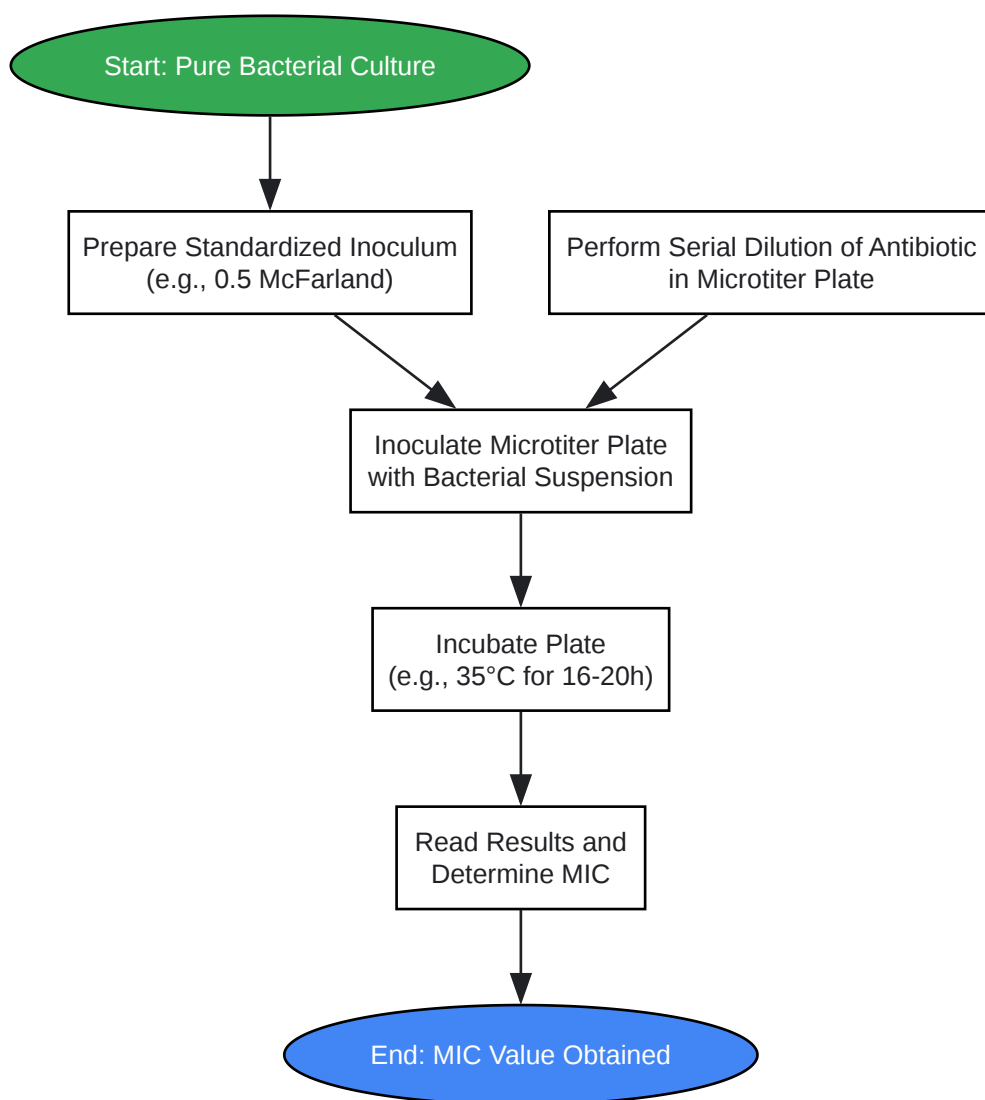 Start: Pure Bacterial Culture
Prepare Standardized Inoculum
(e.g., 0.5 McFarland)
Perform Serial Dilution of Antibiotic
in Microtiter Plate
Inoculate Microtiter Plate
with Bacterial Suspension
Incubate Plate
(e.g., 35°C for 16-20h)
Read Results and
Determine MIC
End: MIC Value Obtained